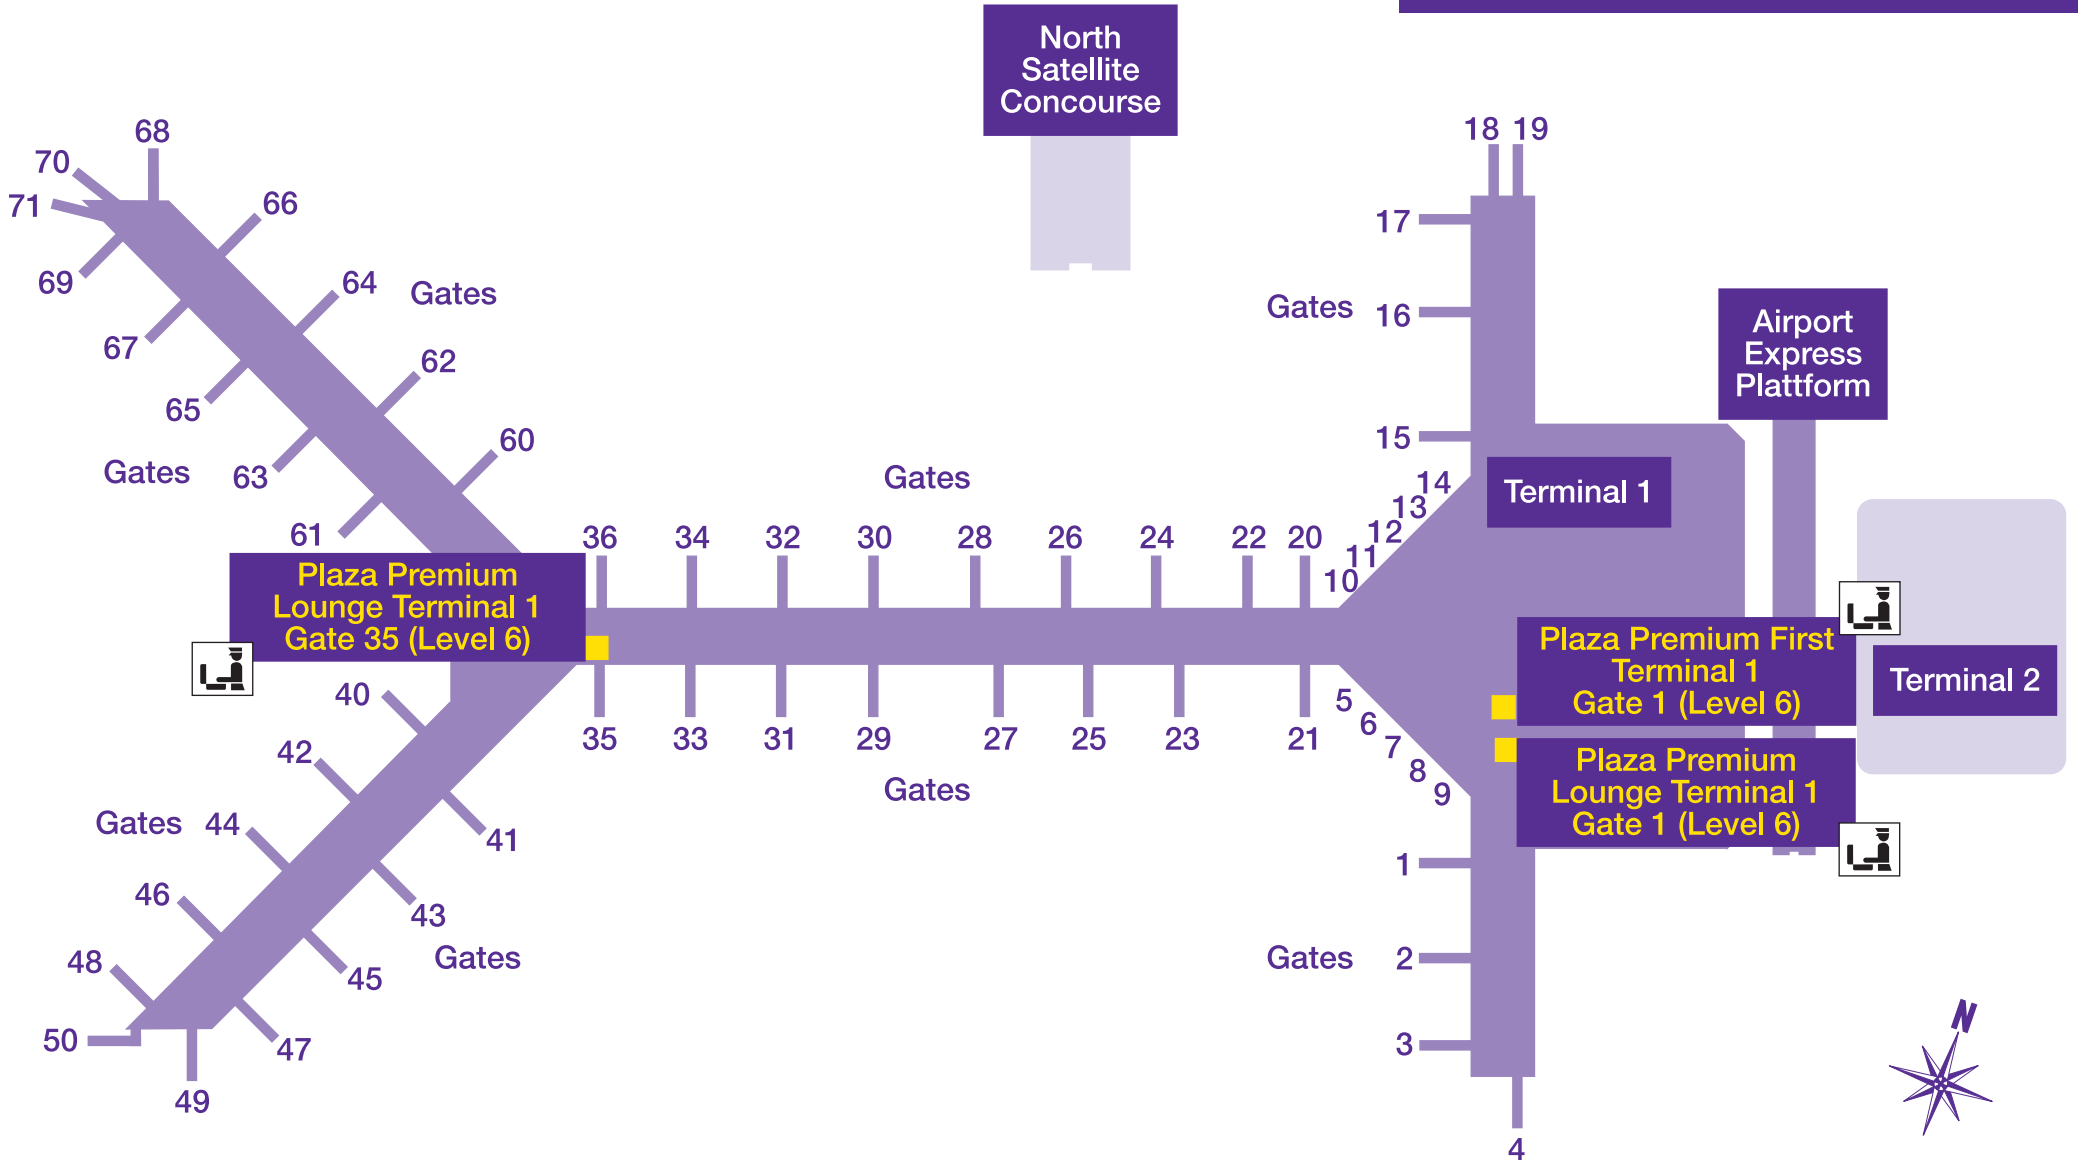 North
Satellite
Concourse
68
18 19
70
71
66
17
69
64
Gates
Gates
16
67
62
Airport
Express
Plattform
65
60
15
Gates
63
Gates
14
Terminal 1
13
61
36
34
32
30
28
26
24
22
20
12
11
10
Plaza Premium
Lounge Terminal 1
Gate 35 (Level 6)
Plaza Premium First
Terminal 1
Gate 1 (Level 6)
Terminal 2
40
5
6
7
8
9
35
33
31
29
27
25
23
21
42
Gates
Plaza Premium
Lounge Terminal 1
Gate 1 (Level 6)
Gates
44
41
1
46
43
Gates
Gates
2
48
45
50
47
3
N
49
4